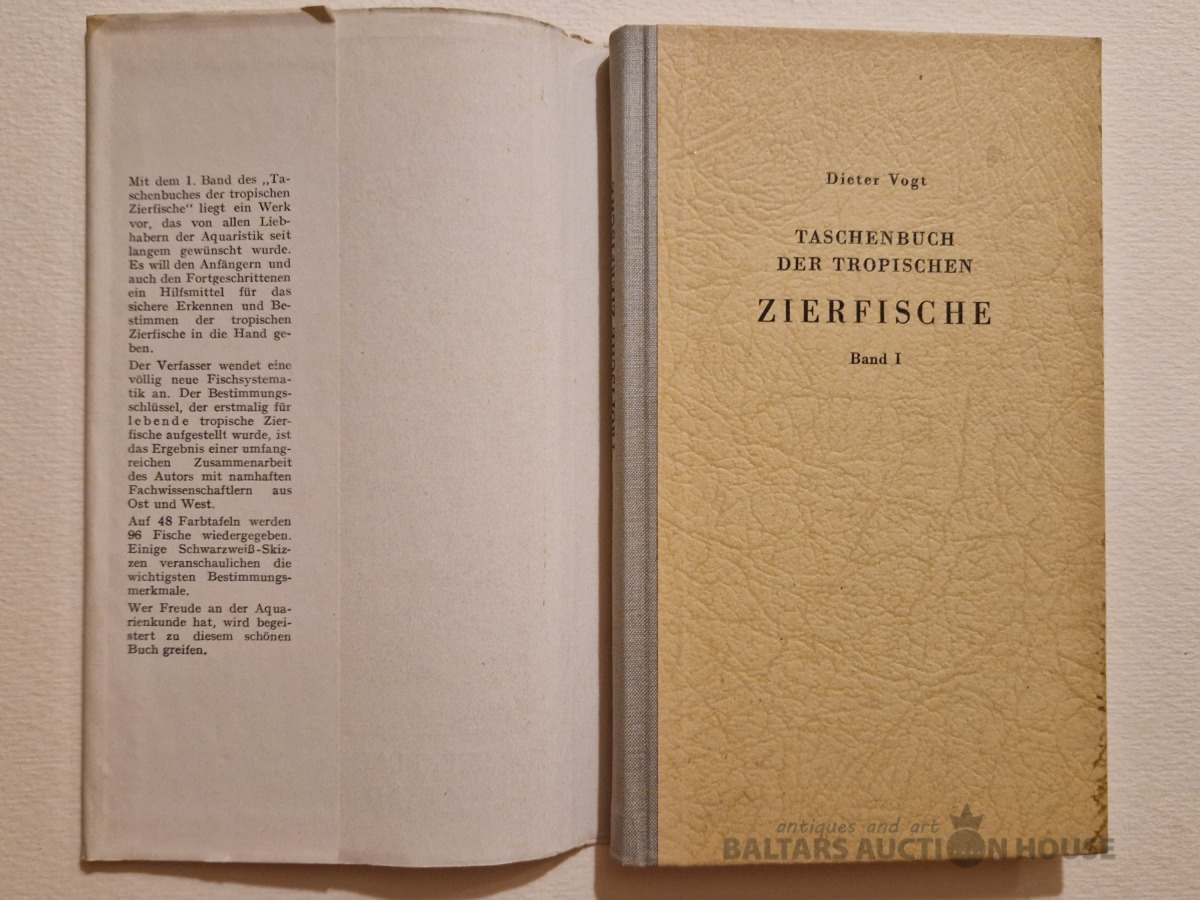 Mit dem 1. Band des „Ta-
schenbuches der tropischen
Zierfische“ liegt ein Werk
vor, das von allen Lieb-
habern der Aquaristik seit
langem gewünscht wurde.
Es will den Anfängern und
auch den Fortgeschrittenen
ein Hilfsmittel für das
sichere Erkennen und Be-
stimmen der tropischen
Zierfische in die Hand ge-
ben.
Der Verfasser wendet eine
völlig neue Fischsystema-
tik an. Der Bestimmungs-
schlüssel, der erstmalig für
lebende tropische Zier-
fische aufgestellt wurde, ist
das Ergebnis einer umfang-
reichen Zusammenarbeit
des Autors mit namhaften
Fachwissenschaftlern aus
Ost und West.
Auf 48 Farbtafeln werden
96 Fische wiedergegeben.
Einige Schwarzweiß-Skiz-
zen veranschaulichen die
wichtigsten Bestimmungs-
merkmale.
Wer Freude an der Aqua-
rienkunde hat, wird begei-
stert zu diesem schönen
Buch greifen.
Dieter Vogt
TASCHENBUCH
DER TROPISCHEN
ZIERFISCHE
Band I
antiques and art
BALTARS AUCTION HOUSE